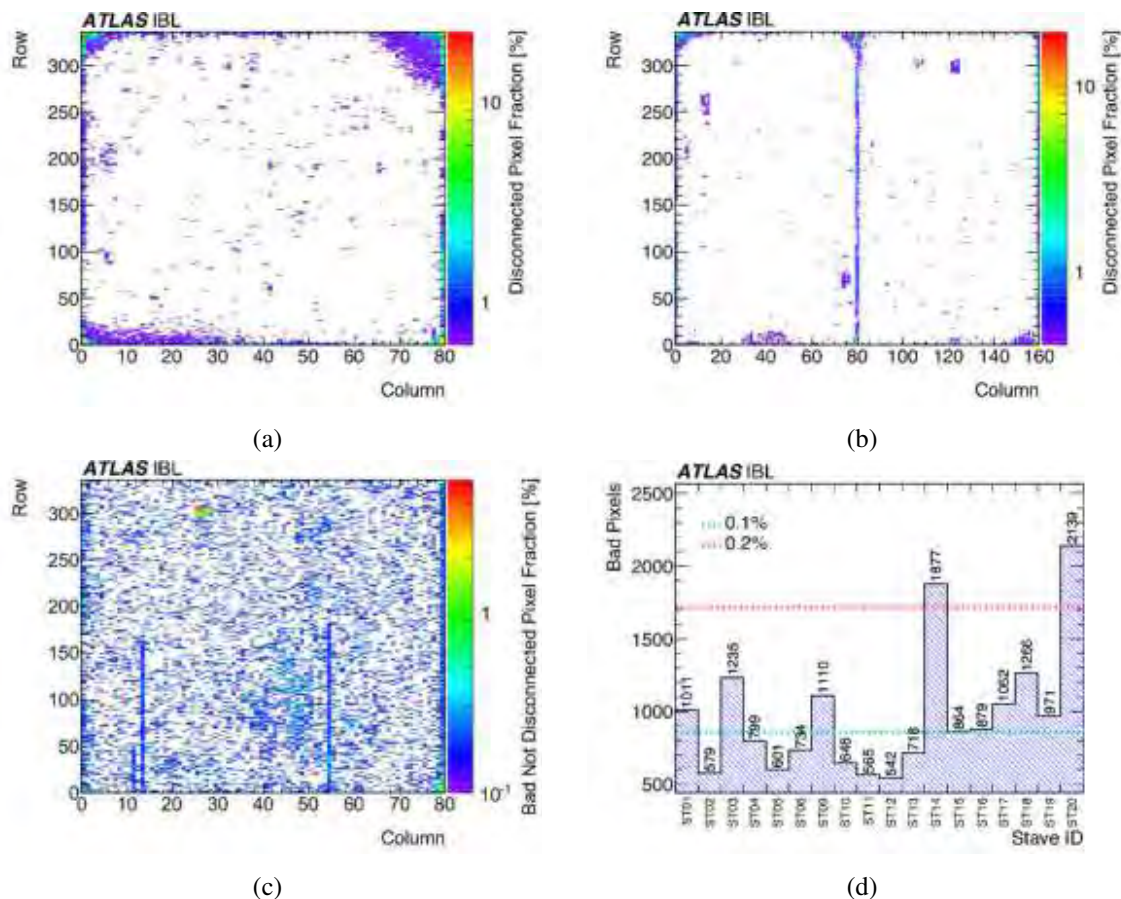 ATLAS IBL
Row
300
250
200
150
100
50
0
0 10 20 30 40 50 60 70 80
Column
10
1
Disconnected Pixel Fraction [%]
(a)
ATLAS IBL
Row
300
250
200
150
100
50
0
0 20 40 60 80 100 120 140 160
Column
10
1
Disconnected Pixel Fraction [%]
(b)
ATLAS IBL
Row
300
250
200
150
100
50
0
0 10 20 30 40 50 60 70 80
Column
1
10⁻¹
Bad Not Disconnected Pixel Fraction [%]
(c)
ATLAS IBL
Bad Pixels
2500
2000
1500
1000
500
0.1%
0.2%
1011 579 1235 799 601 734 1110 646 565 542 716 1877 864 879 1052 1266 971 2139
ST01 ST02 ST03 ST04 ST05 ST06 ST09 ST10 ST11 ST12 ST13 ST14 ST15 ST16 ST17 ST18 ST19 ST20
Stave ID
(d)